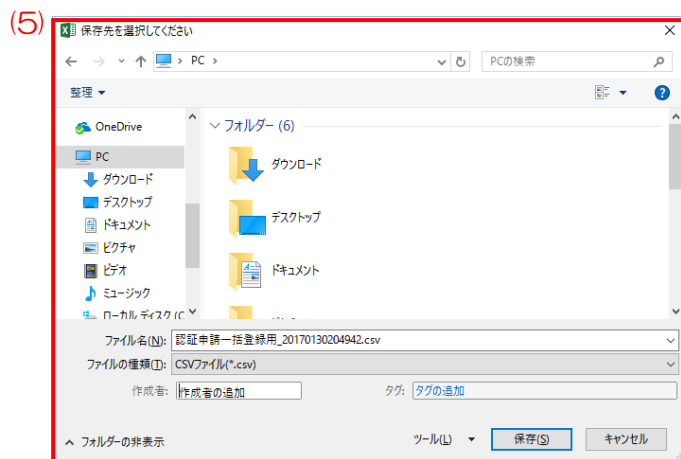 (5)
保存先を選択してください
PC
PCの検索
整理
OneDrive
PC
ダウンロード
デスクトップ
ドキュメント
ピクチャ
ビデオ
ミュージック
ローカル ディスク (C
フォルダー (6)
ダウンロード
デスクトップ
ドキュメント
ファイル名(N): 認証申請一括登録用_20170130204942.csv
ファイルの種類(T): CSVファイル(*.csv)
作成者: 作成者の追加 タグ: タグの追加
フォルダーの非表示 ツール(L) 保存(S) キャンセル